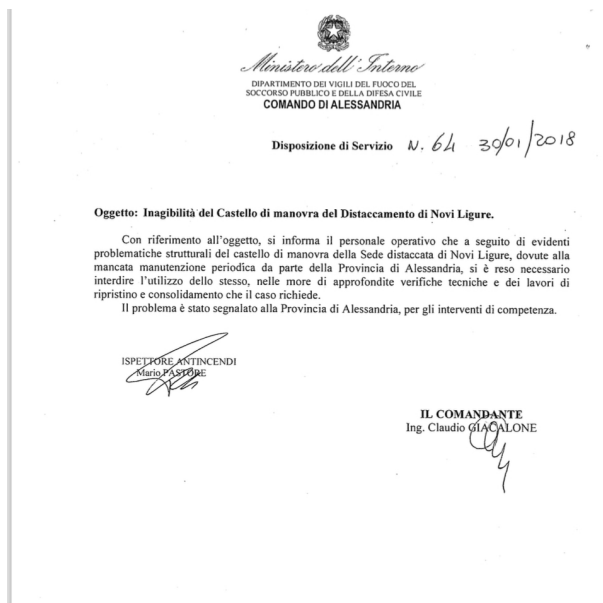 Ministero dell'Interno
DIPARTIMENTO DEI VIGILI DEL FUOCO DEL
SOCCORSO PUBBLICO E DELLA DIFESA CIVILE
COMANDO DI ALESSANDRIA
Disposizione di Servizio N. 64 30/01/2018
Oggetto: Inagibilità del Castello di manovra del Distaccamento di Novi Ligure.
Con riferimento all'oggetto, si informa il personale operativo che a seguito di evidenti
problematiche strutturali del castello di manovra della Sede distaccata di Novi Ligure, dovute alla
mancata manutenzione periodica da parte della Provincia di Alessandria, si è reso necessario
interdire l'utilizzo dello stesso, nelle more di approfondite verifiche tecniche e dei lavori di
ripristino e consolidamento che il caso richiede.
Il problema è stato segnalato alla Provincia di Alessandria, per gli interventi di competenza.
ISPETTORE ANTINCENDI
Mario PASTORE
IL COMANDANTE
Ing. Claudio GIACALONE